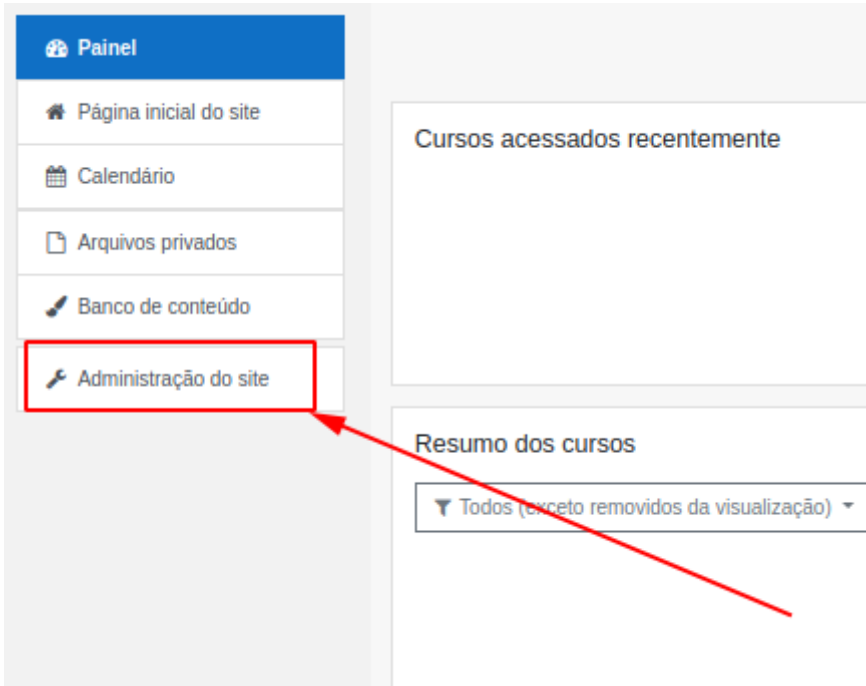 Painel
Página inicial do site
Calendário
Arquivos privados
Banco de conteúdo
Administração do site
Cursos acessados recentemente
Resumo dos cursos
Todos (exceto removidos da visualização)